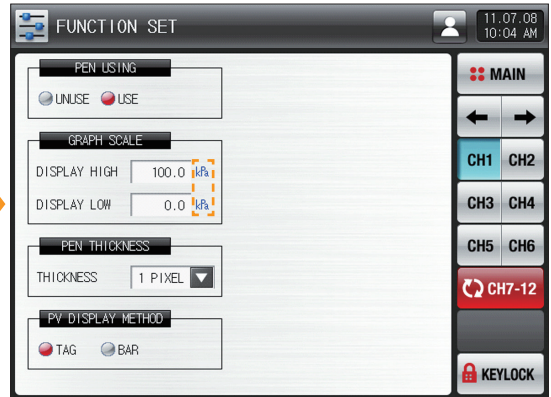 FUNCTION SET
11.07.08
10:04 AM
PEN USING
UNUSE USE
GRAPH SCALE
DISPLAY HIGH 100.0 kPa
DISPLAY LOW 0.0 kPa
PEN THICKNESS
THICKNESS 1 PIXEL
PV DISPLAY METHOD
TAG BAR
MAIN
CH1 CH2
CH3 CH4
CH5 CH6
CH7-12
KEYLOCK